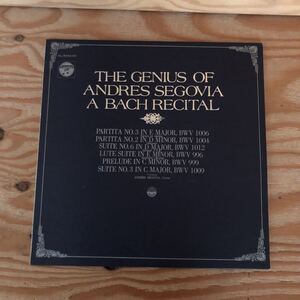 THE GENIUS OF
ANDRES SEGOVIA
A BACH RECITAL
PARTITA NO.3 IN E MAJOR, BWV 1006
PARTITA NO.2 IN D MINOR, BWV 1004
SUITE NO.6 IN D MAJOR, BWV 1012
LUTE SUITE IN E MINOR, BWV 996
PRELUDE IN C MINOR, BWV 999
SUITE NO.3 IN C MAJOR, BWV 1009
ANDRES SEGOVIA,